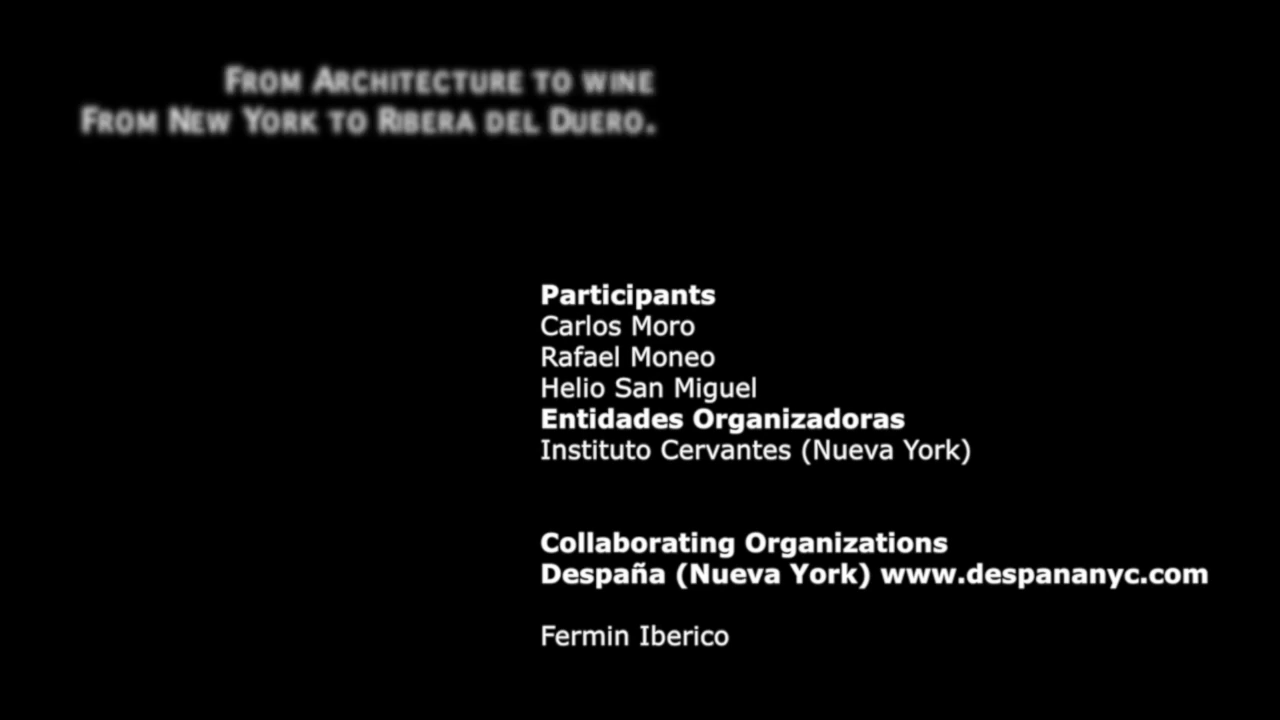 From Architecture to wine
From New York to Ribera del Duero.
Participants
Carlos Moro
Rafael Moneo
Helio San Miguel
Entidades Organizadoras
Instituto Cervantes (Nueva York)
Collaborating Organizations
Despaña (Nueva York) www.despananyc.com
Fermin Iberico